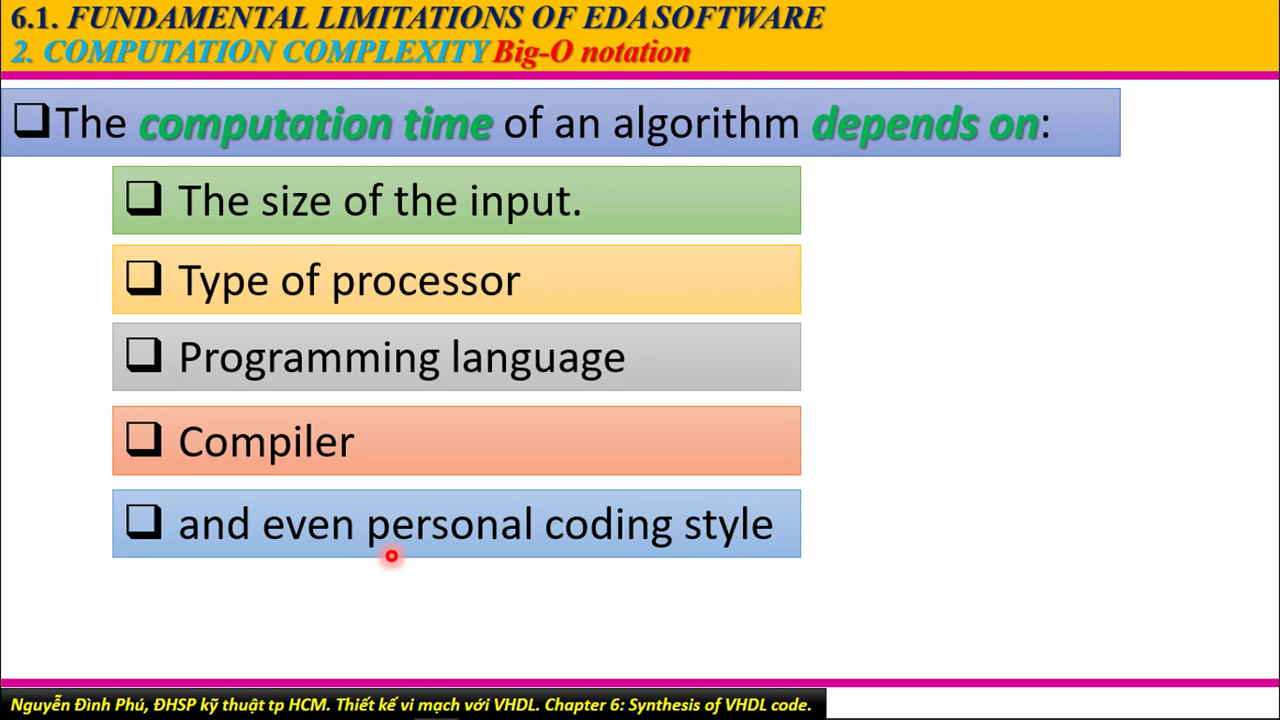 6.1. FUNDAMENTAL LIMITATIONS OF EDA SOFTWARE
2. COMPUTATION COMPLEXITY Big-O notation
The computation time of an algorithm depends on:
The size of the input.
Type of processor
Programming language
Compiler
and even personal coding style
Nguyễn Đình Phú, ĐHSP kỹ thuật tp HCM. Thiết kế vi mạch với VHDL. Chapter 6: Synthesis of VHDL code.